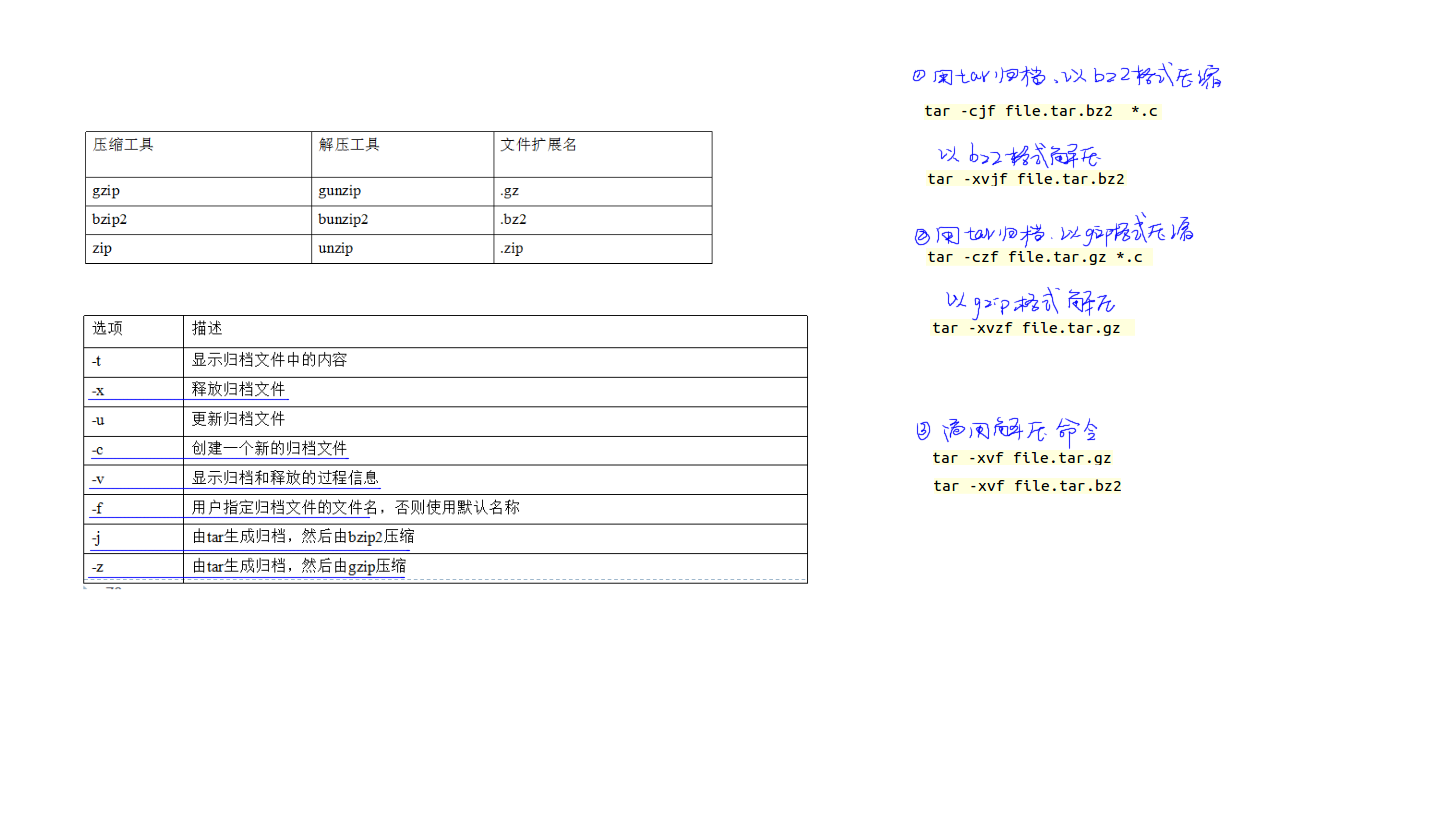 压缩工具 解压工具 文件扩展名
gzip gunzip .gz
bzip2 bunzip2 .bz2
zip unzip .zip
选项 描述
-t 显示归档文件中的内容
-x 释放归档文件
-u 更新归档文件
-c 创建一个新的归档文件
-v 显示归档和释放的过程信息
-f 用户指定归档文件的文件名，否则使用默认名称
-j 由tar生成归档，然后由bzip2压缩
-z 由tar生成归档，然后由gzip压缩
① 用tar归档、以bz2格式压缩
tar -cjf file.tar.bz2 *.c
以bz2格式解压
tar -xvjf file.tar.bz2
② 用tar归档、以gzip格式压缩
tar -czf file.tar.gz *.c
以gzip格式解压
tar -xvzf file.tar.gz
③ 通用解压命令
tar -xvf file.tar.gz
tar -xvf file.tar.bz2